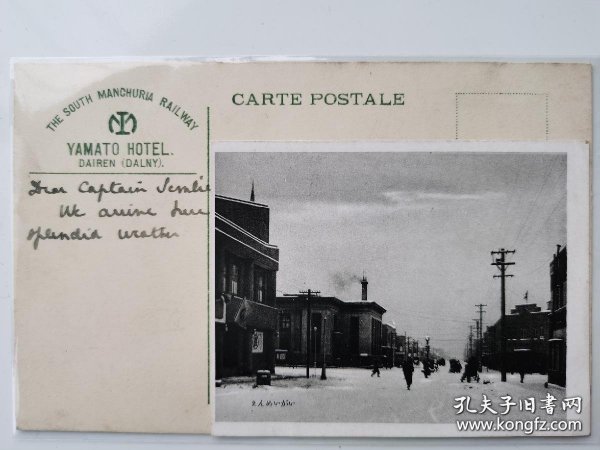 THE SOUTH MANCHURIA RAILWAY
YAMATO HOTEL.
DAIREN (DALNY).
CARTE POSTALE
Dear Captain
We arrive here
splendid weather
孔夫子旧书网
www.kongfz.com